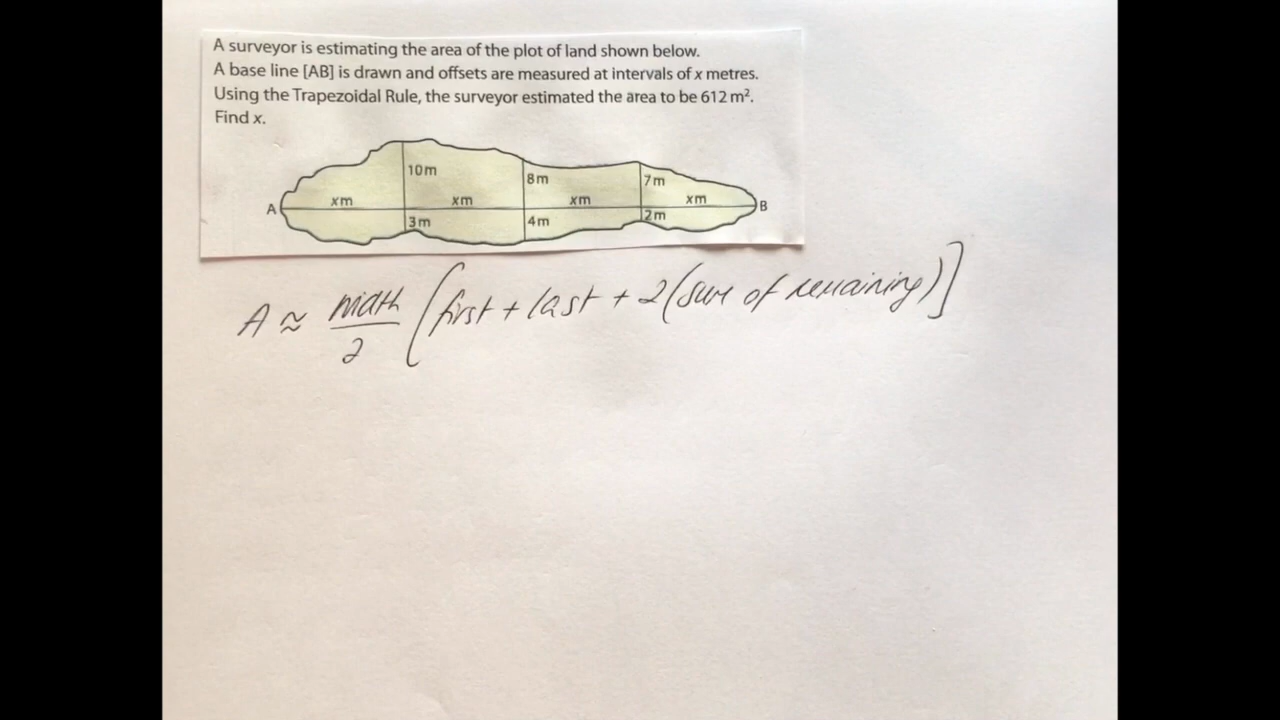 A surveyor is estimating the area of the plot of land shown below.
A base line [AB] is drawn and offsets are measured at intervals of x metres.
Using the Trapezoidal Rule, the surveyor estimated the area to be 612 m².
Find x.
10m
8m
7m
A xm xm xm xm B
3m 4m 2m
A ≈ width/2 [first + last + 2(sum of remaining)]